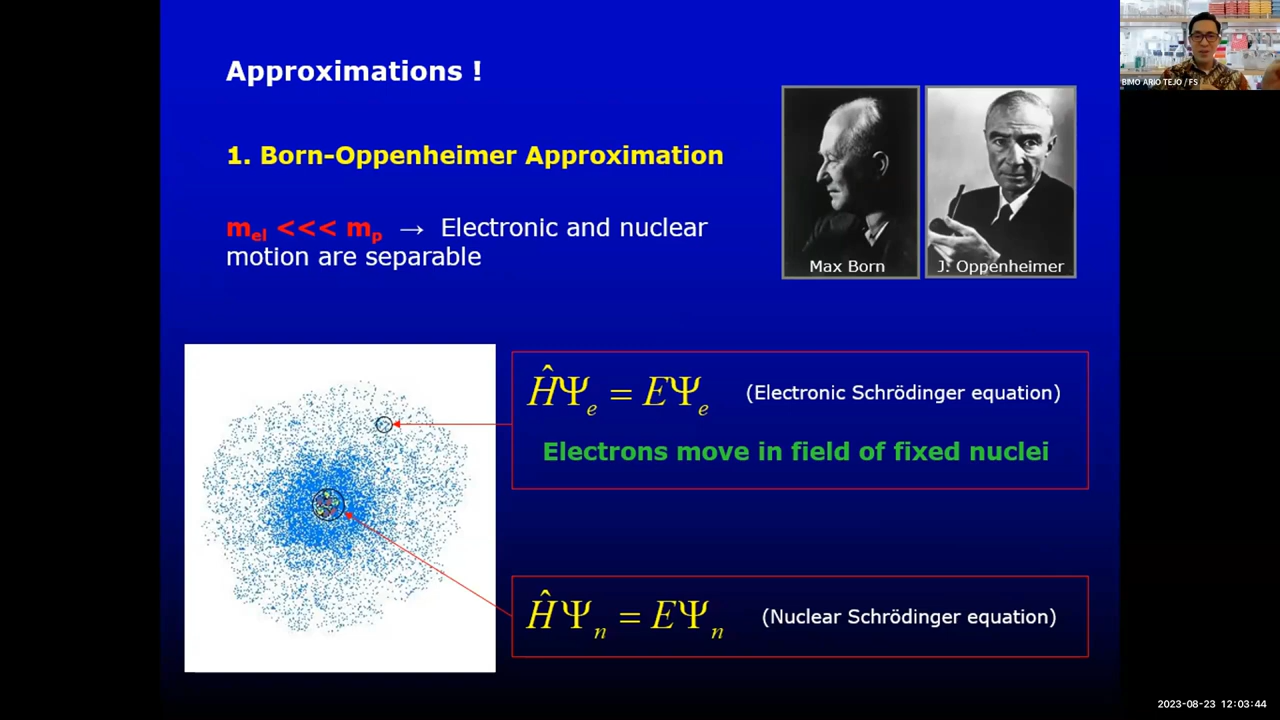 Approximations !
BIMO ARIO TEJO / FS
1. Born-Oppenheimer Approximation
m_el <<< m_p → Electronic and nuclear
motion are separable
Max Born
J. Oppenheimer
ĤΨ_e = EΨ_e (Electronic Schrödinger equation)
Electrons move in field of fixed nuclei
ĤΨ_n = EΨ_n (Nuclear Schrödinger equation)
2023-08-23 12:03:44